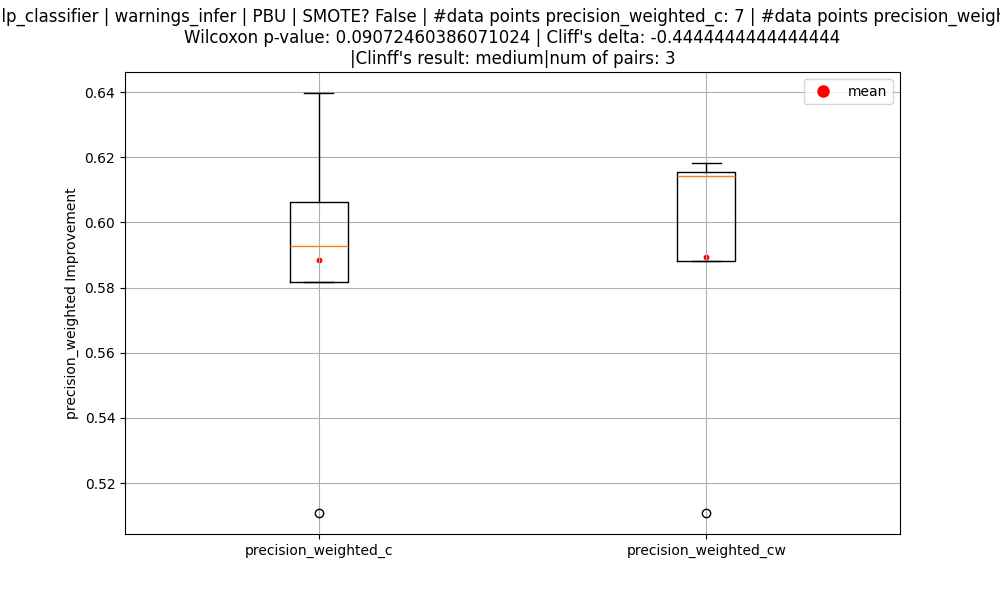 lp_classifier | warnings_infer | PBU | SMOTE? False | #data points precision_weighted_c: 7 | #data points precision_weigh
Wilcoxon p-value: 0.09072460386071024 | Cliff's delta: -0.4444444444444444
|Clinff's result: medium|num of pairs: 3
mean
0.64
0.62
0.60
0.58
0.56
0.54
0.52
precision_weighted Improvement
precision_weighted_c
precision_weighted_cw